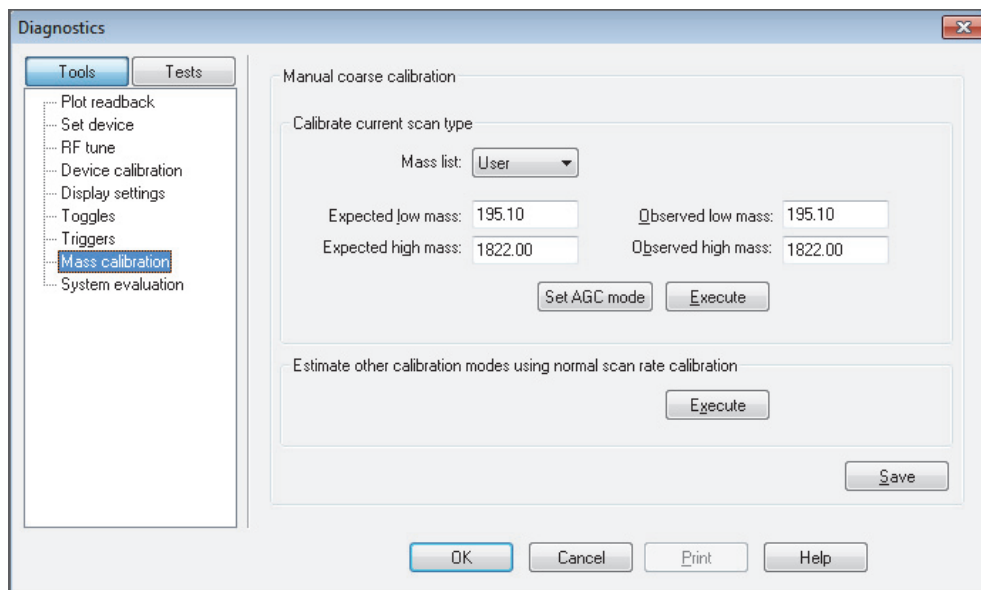 Diagnostics
Tools
Tests
Plot readback
Set device
RF tune
Device calibration
Display settings
Toggles
Triggers
Mass calibration
System evaluation
Manual coarse calibration
Calibrate current scan type
Mass list: User
Expected low mass: 195.10 Observed low mass: 195.10
Expected high mass: 1822.00 Observed high mass: 1822.00
Set AGC mode Execute
Estimate other calibration modes using normal scan rate calibration
Execute
Save
OK Cancel Print Help